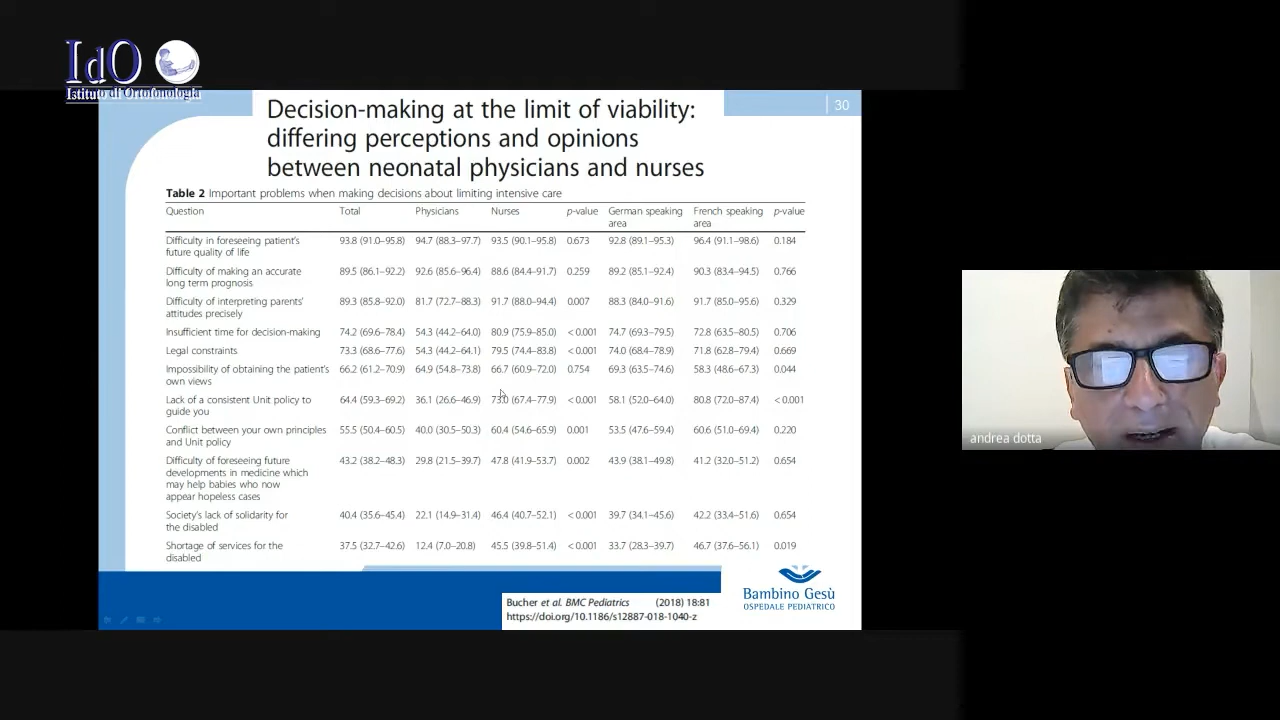 IdO
Istituto di Ortofonologia
30
Decision-making at the limit of viability:
differing perceptions and opinions
between neonatal physicians and nurses
Table 2 Important problems when making decisions about limiting intensive care
Question Total Physicians Nurses p-value German speaking area French speaking area p-value
Difficulty in foreseeing patient's future quality of life 93.8 (91.0–95.8) 94.7 (88.3–97.7) 93.5 (90.1–95.8) 0.673 92.8 (89.1–95.3) 96.4 (91.1–98.6) 0.184
Difficulty of making an accurate long term prognosis 89.5 (86.1–92.2) 92.6 (85.6–96.4) 88.6 (84.4–91.7) 0.259 89.2 (85.1–92.4) 90.3 (83.4–94.5) 0.766
Difficulty of interpreting parents' attitudes precisely 89.3 (85.8–92.0) 81.7 (72.7–88.3) 91.7 (88.0–94.4) 0.007 88.3 (84.0–91.6) 91.7 (85.0–95.6) 0.329
Insufficient time for decision-making 74.2 (69.6–78.4) 54.3 (44.2–64.0) 80.9 (75.9–85.0) <0.001 74.7 (69.3–79.5) 72.8 (63.5–80.5) 0.706
Legal constraints 73.3 (68.6–77.6) 54.3 (44.2–64.1) 79.5 (74.4–83.8) <0.001 74.0 (68.4–78.9) 71.8 (62.8–79.4) 0.669
Impossibility of obtaining the patient's own views 66.2 (61.2–70.9) 64.9 (54.8–73.8) 66.7 (60.9–72.0) 0.754 69.3 (63.5–74.6) 58.3 (48.6–67.3) 0.044
Lack of a consistent Unit policy to guide you 64.4 (59.3–69.2) 36.1 (26.6–46.9) 73.0 (67.4–77.9) <0.001 58.1 (52.0–64.0) 80.8 (72.0–87.4) <0.001
Conflict between your own principles and Unit policy 55.5 (50.4–60.5) 40.0 (30.5–50.3) 60.4 (54.6–65.9) 0.001 53.5 (47.6–59.4) 60.6 (51.0–69.4) 0.220
Difficulty of foreseeing future developments in medicine which may help babies who now appear hopeless cases 43.2 (38.2–48.3) 29.8 (21.5–39.7) 47.8 (41.9–53.7) 0.002 43.9 (38.1–49.8) 41.2 (32.0–51.2) 0.654
Society's lack of solidarity for the disabled 40.4 (35.6–45.4) 22.1 (14.9–31.4) 46.4 (40.7–52.1) <0.001 39.7 (34.1–45.6) 42.2 (33.4–51.6) 0.654
Shortage of services for the disabled 37.5 (32.7–42.6) 12.4 (7.0–20.8) 45.5 (39.8–51.4) <0.001 33.7 (28.3–39.7) 46.7 (37.6–56.1) 0.019
Bucher et al. BMC Pediatrics (2018) 18:81
https://doi.org/10.1186/s12887-018-1040-z
Bambino Gesù
OSPEDALE PEDIATRICO
andrea dotta